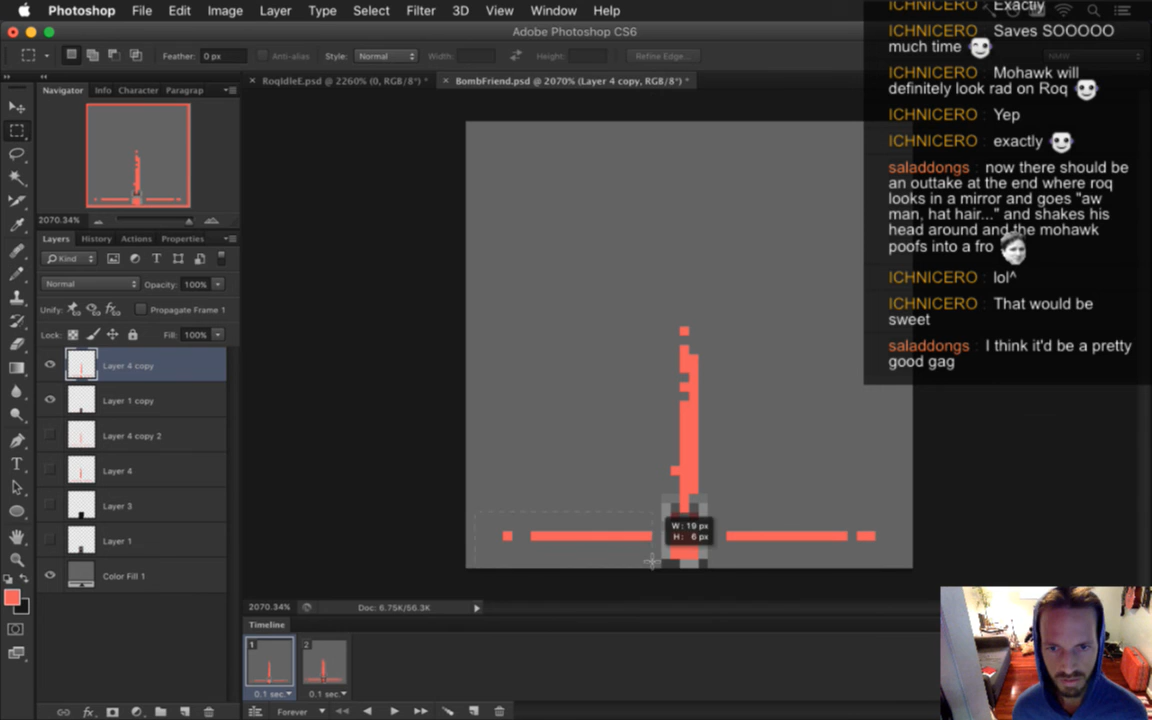 Photoshop File Edit Image Layer Type Select Filter 3D View Window Help
Adobe Photoshop CS6
Feather: 0 px Anti-alias Style: Normal Width: Height: Refine Edge...
RoqIdleE.psd @ 2260% (0, RGB/8*) * BombFriend.psd @ 2070% (Layer 4 copy, RGB/8*) *
Navigator Info Character Paragraph
2070.34%
Layers History Actions Properties
Kind
Normal Opacity: 100%
Unify: Propagate Frame 1
Lock: Fill: 100%
Layer 4 copy
Layer 1 copy
Layer 4 copy 2
Layer 4
Layer 3
Layer 1
Color Fill 1
W: 19 px
H: 6 px
2070.34% Doc: 6.75K/56.3K
Timeline
1 2
0.1 sec. 0.1 sec.
Forever
ICHNICERO : Exactly
ICHNICERO : Saves SOOOOO
much time
ICHNICERO : Mohawk will
definitely look rad on Roq
ICHNICERO : Yep
ICHNICERO : exactly
saladdongs : now there should be
an outtake at the end where roq
looks in a mirror and goes "aw
man, hat hair..." and shakes his
head around and the mohawk
poofs into a fro
ICHNICERO : lol^
ICHNICERO : That would be
sweet
saladdongs : I think it'd be a pretty
good gag